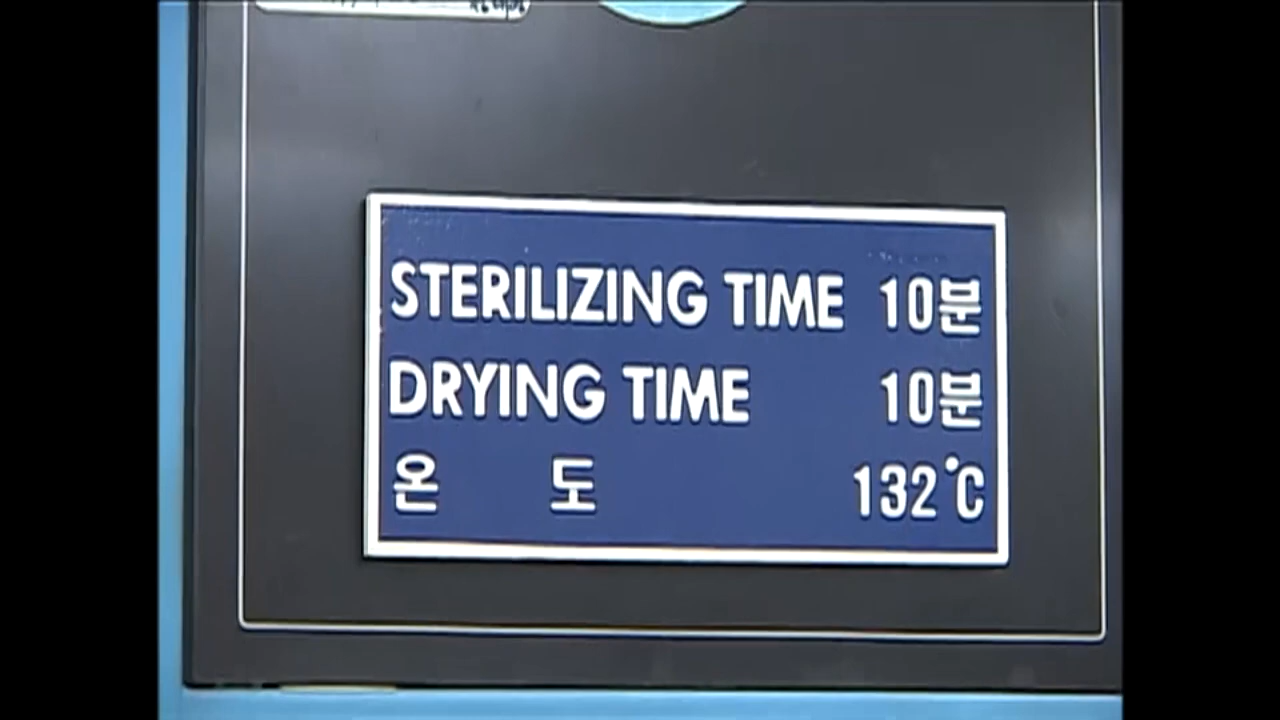 STERILIZING TIME 10분
DRYING TIME 10분
온 도 132℃